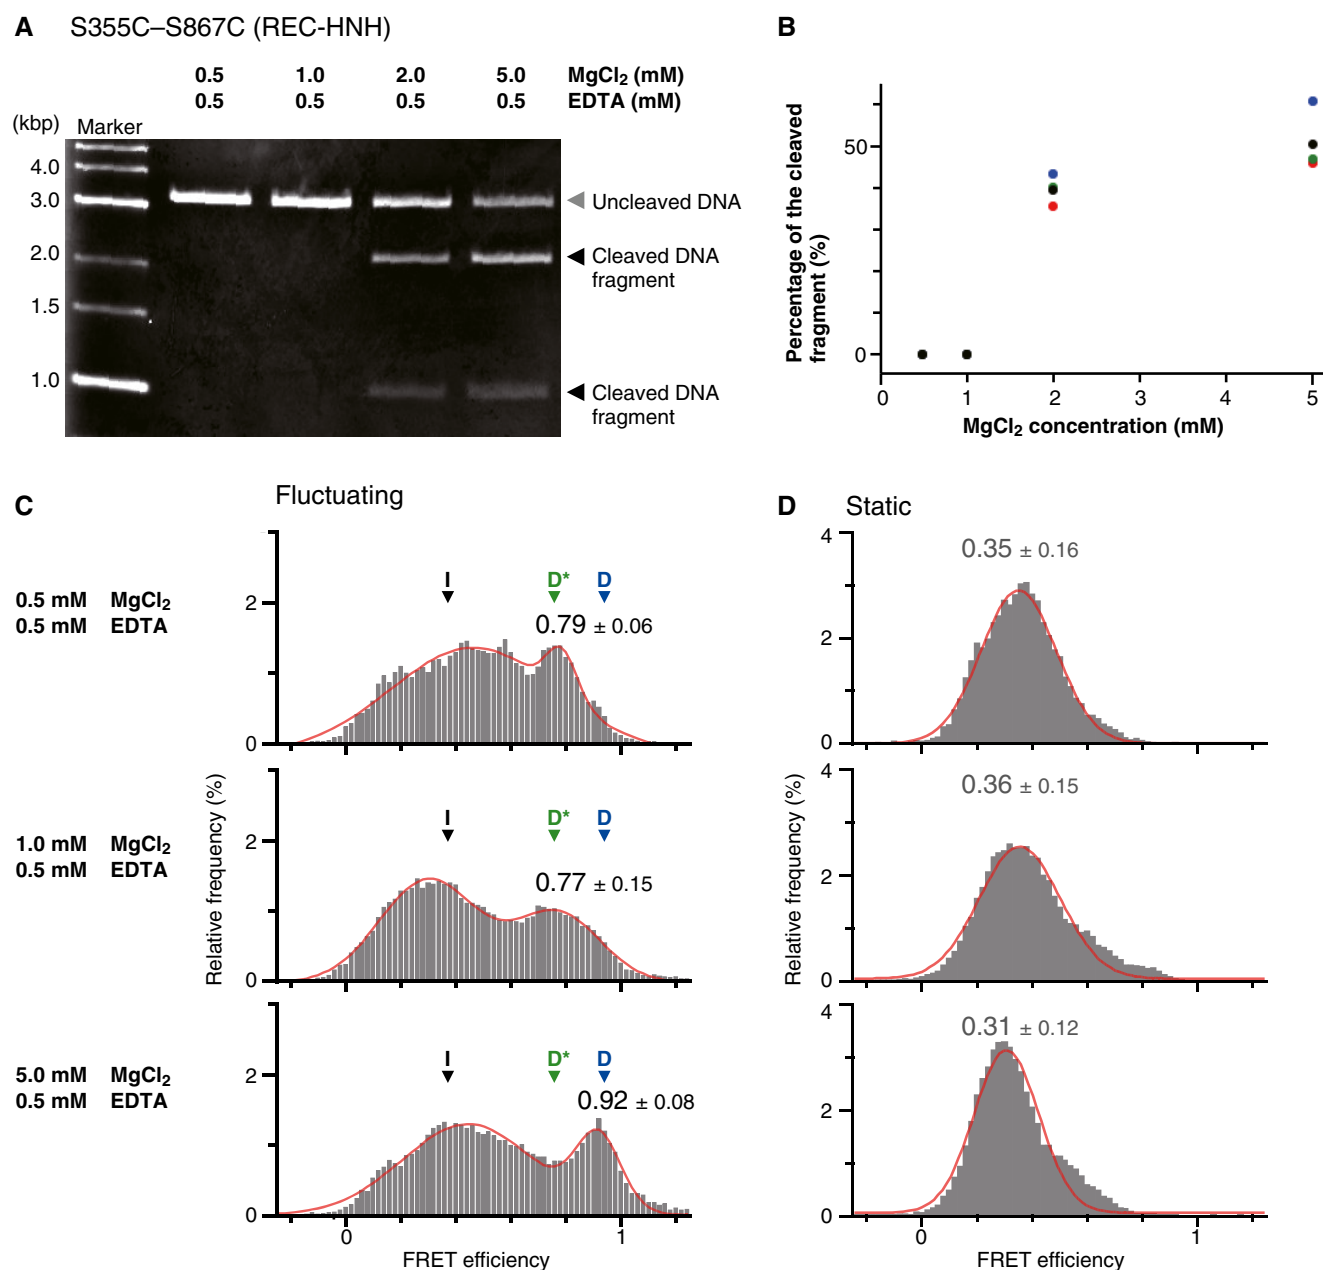 A S355C–S867C (REC-HNH)
0.5 1.0 2.0 5.0 MgCl₂ (mM)
0.5 0.5 0.5 0.5 EDTA (mM)
(kbp) Marker
4.0
3.0
2.0
1.5
1.0
Uncleaved DNA
Cleaved DNA
fragment
Cleaved DNA
fragment
B
Percentage of the cleaved
fragment (%)
50
0
0 1 2 3 4 5
MgCl₂ concentration (mM)
C Fluctuating
0.5 mM MgCl₂
0.5 mM EDTA
2
0
I D* D
0.79 ± 0.06
1.0 mM MgCl₂
0.5 mM EDTA
Relative frequency (%)
2
0
I D* D
0.77 ± 0.15
5.0 mM MgCl₂
0.5 mM EDTA
2
0
I D* D
0.92 ± 0.08
0 1
FRET efficiency
D Static
4
2
0
0.35 ± 0.16
Relative frequency (%)
4
2
0
0.36 ± 0.15
4
2
0
0.31 ± 0.12
0 1
FRET efficiency